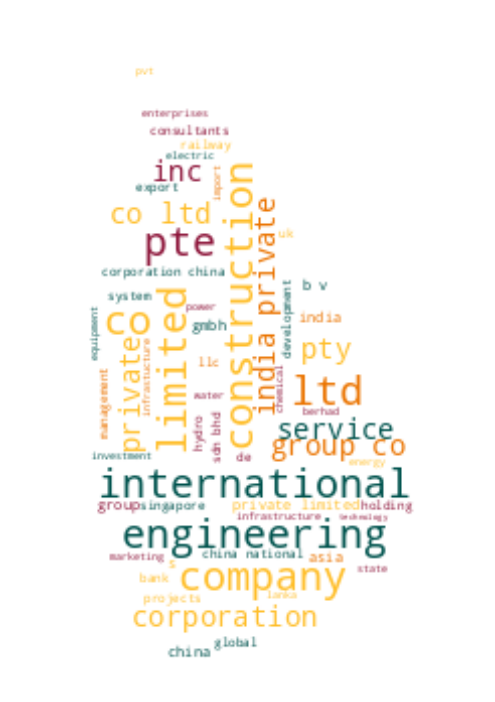 pvt
enterprises
consultants
railway
electric
inc
import
export
co ltd
construction
india private
pte
uk
corporation china
system
b v
development
power
equipment
co
limited
gmbh
india
private
infrastucture
pty
llc
chemical
management
water
ltd
berhad
hydro
sdn bhd
service
group co
investment
de
energy
international
group
singapore
private limited
holding
infrastructure
technology
engineering
marketing
china national
asia
s
state
bank
company
projects
lanka
corporation
global
china